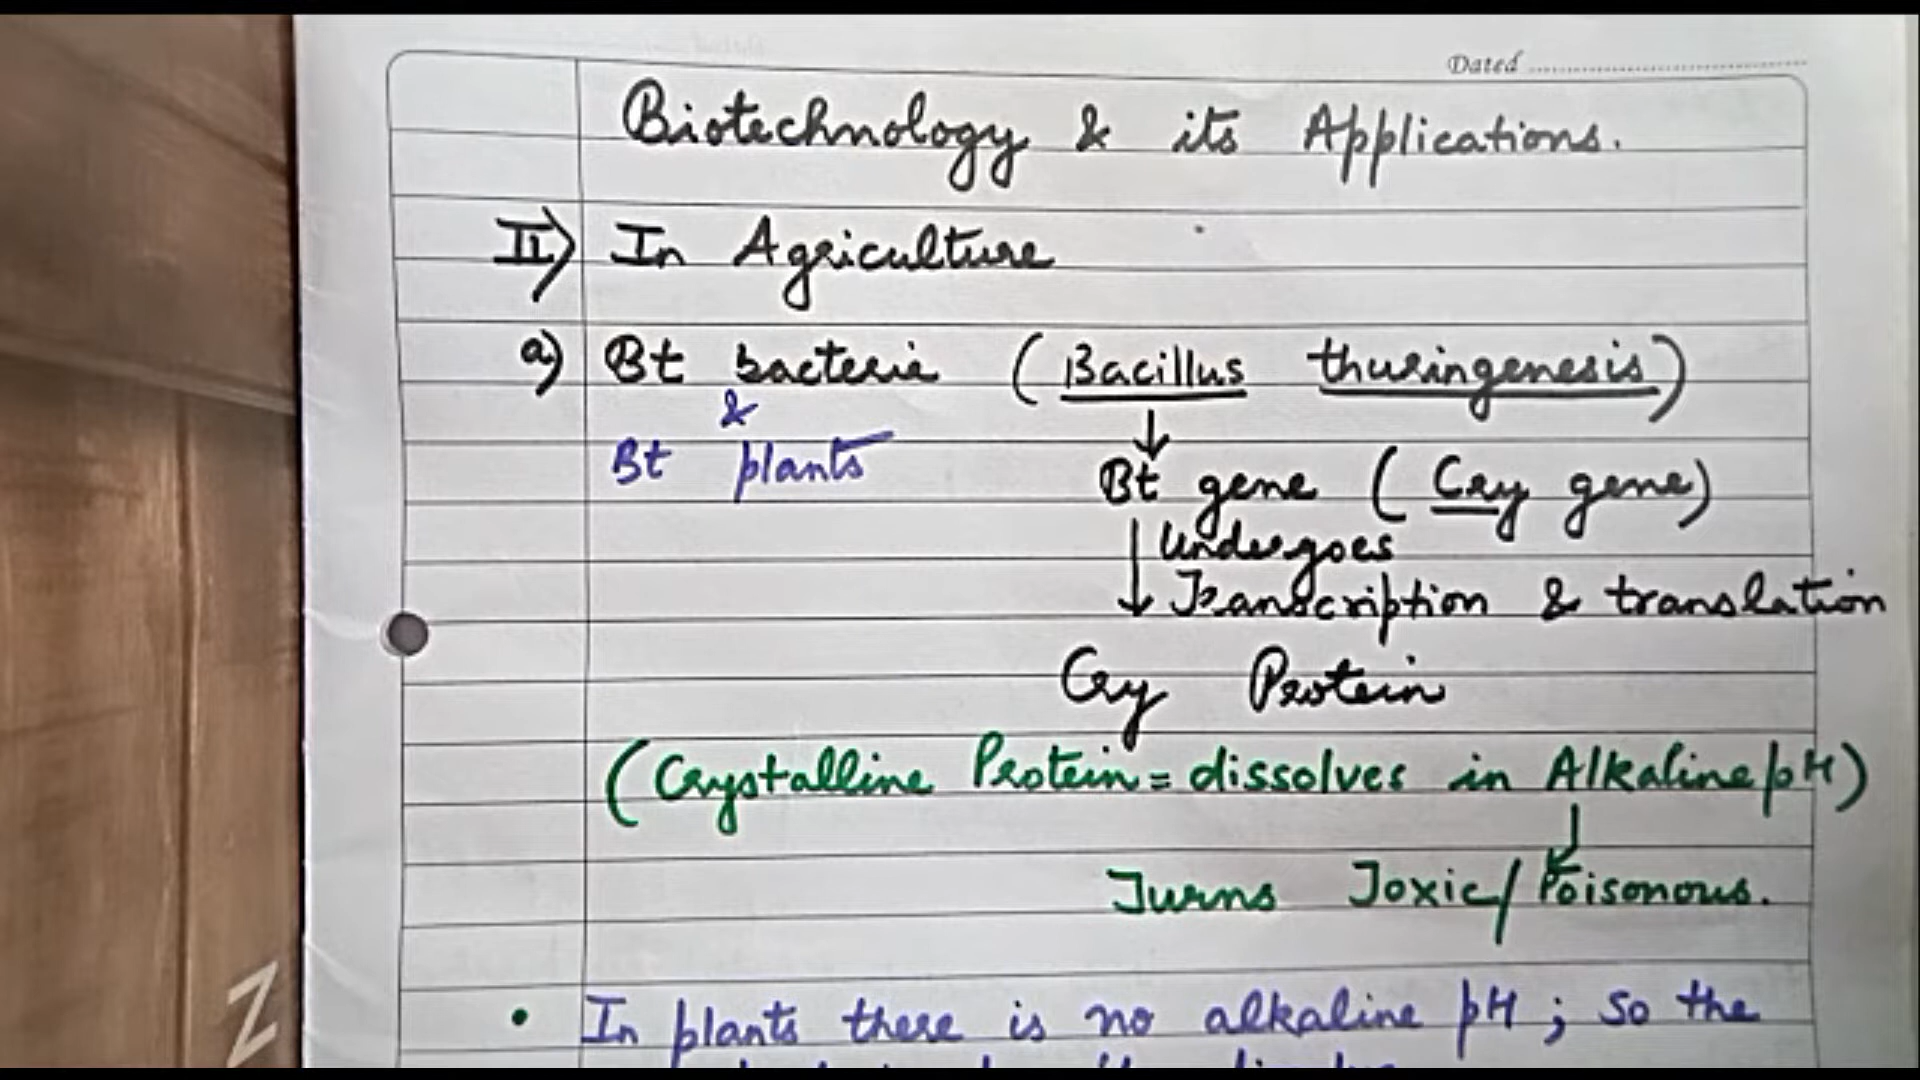 Dated
Biotechnology & its Applications.
II) In Agriculture
a) Bt bacteria (Bacillus thuringenesis)
&
Bt plants
Bt gene (Cry gene)
Undergoes
Transcription & translation
Cry Protein
(Crystalline Protein = dissolves in Alkaline pH)
Turns Toxic/Poisonous.
• In plants there is no alkaline pH; so the
Z